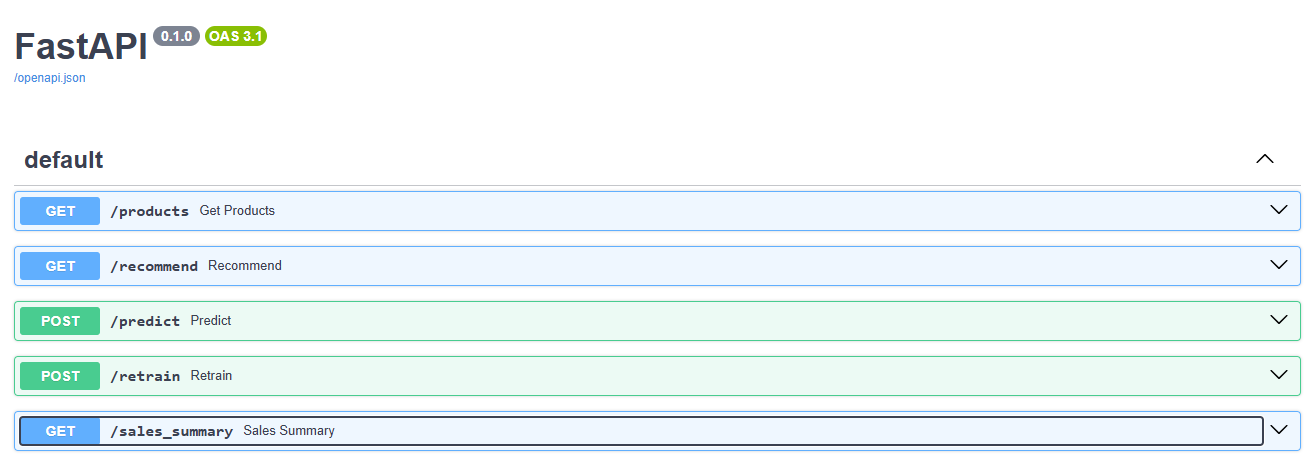 FastAPI 0.1.0 OAS 3.1
/openapi.json
default
GET /products Get Products
GET /recommend Recommend
POST /predict Predict
POST /retrain Retrain
GET /sales_summary Sales Summary